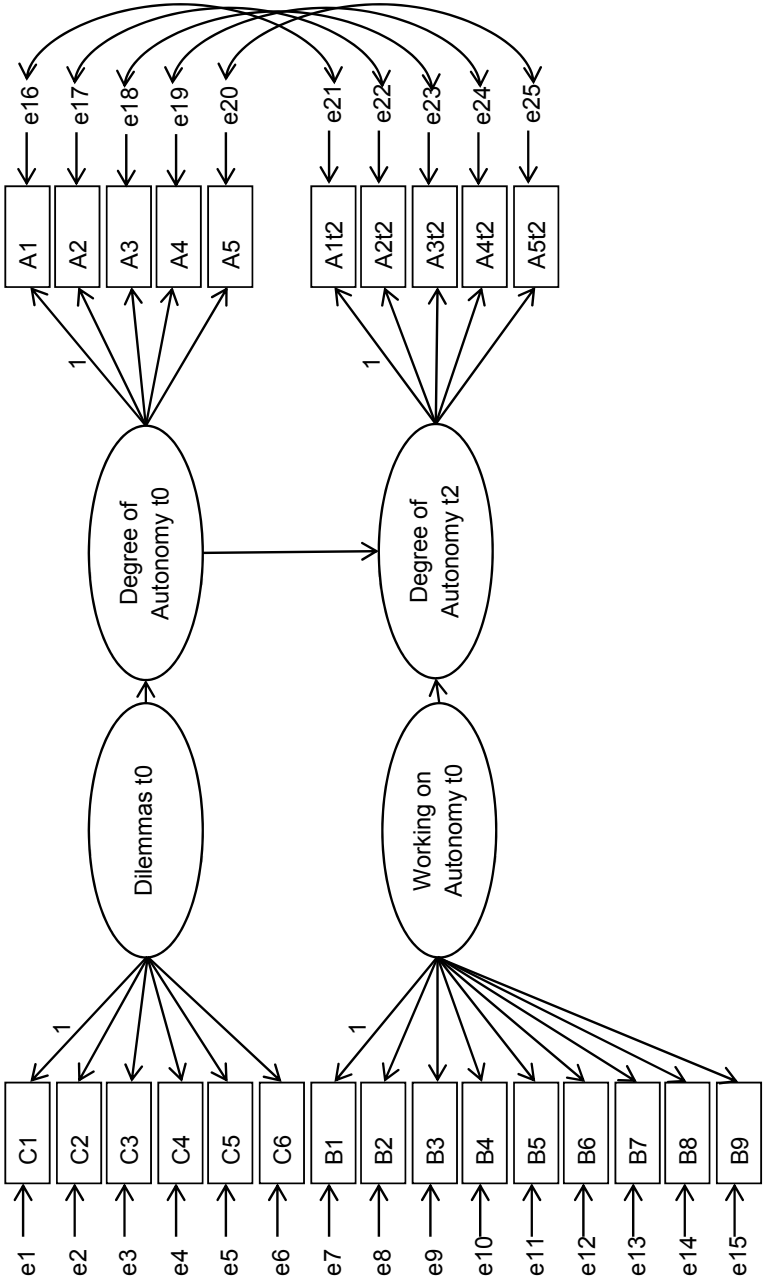 e1
C1
e2
C2
e3
C3
e4
C4
e5
C5
e6
C6
1
Dilemmas t0
Degree of
Autonomy t0
1
A1
e16
A2
e17
A3
e18
A4
e19
A5
e20
e7
B1
e8
B2
e9
B3
e10
B4
e11
B5
e12
B6
e13
B7
e14
B8
e15
B9
1
Working on
Autonomy t0
Degree of
Autonomy t2
1
A1t2
e21
A2t2
e22
A3t2
e23
A4t2
e24
A5t2
e25